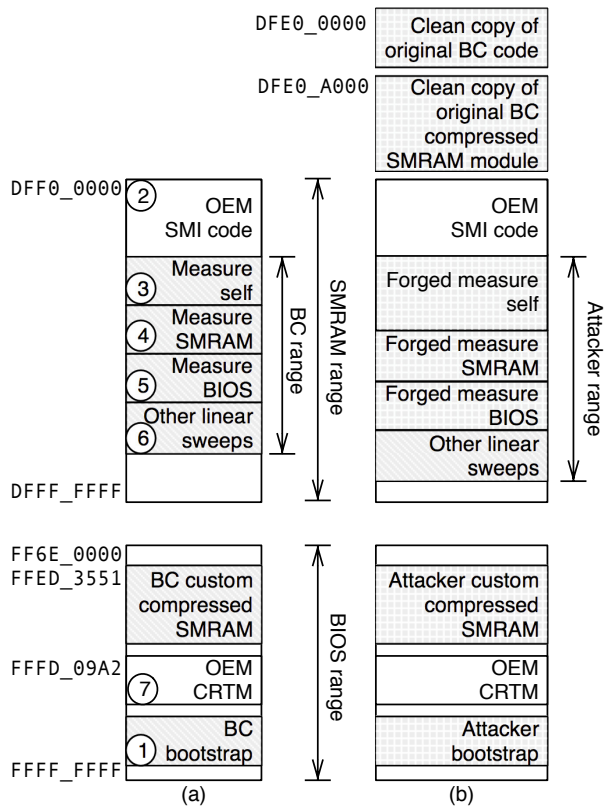 DFE0_0000
Clean copy of
original BC code
DFE0_A000
Clean copy of
original BC
compressed
SMRAM module
DFF0_0000
2
OEM
SMI code
3
Measure
self
4
Measure
SMRAM
5
Measure
BIOS
6
Other linear
sweeps
DFFF_FFFF
BC range
SMRAM range
OEM
SMI code
Forged measure
self
Forged measure
SMRAM
Forged measure
BIOS
Other linear
sweeps
Attacker range
FF6E_0000
FFED_3551
BC custom
compressed
SMRAM
FFFD_09A2
7
OEM
CRTM
1
BC
bootstrap
FFFF_FFFF
BIOS range
Attacker custom
compressed
SMRAM
OEM
CRTM
Attacker
bootstrap
(a)
(b)